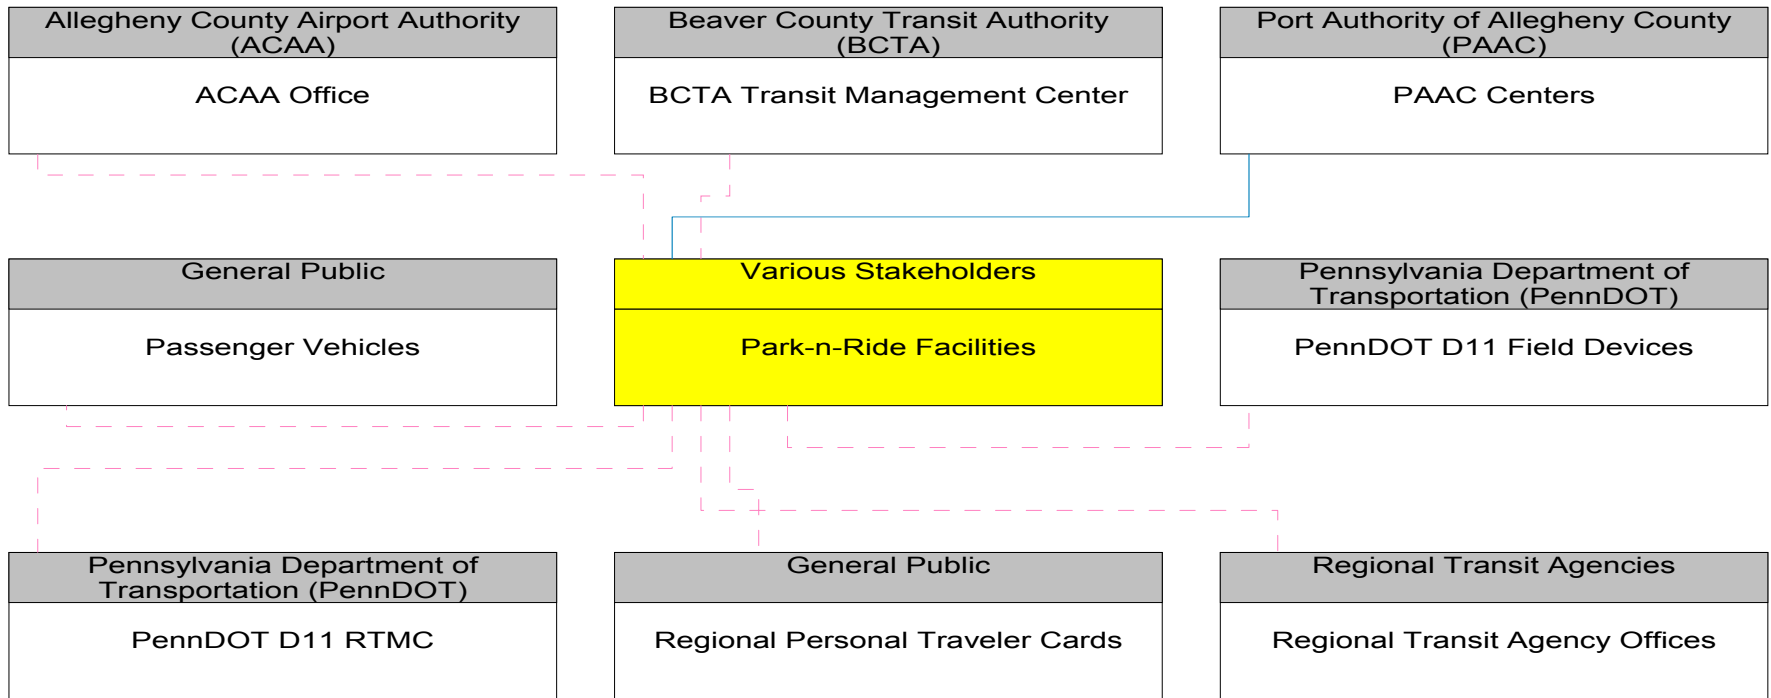 Allegheny County Airport Authority
(ACAA)
ACAA Office
Beaver County Transit Authority
(BCTA)
BCTA Transit Management Center
Port Authority of Allegheny County
(PAAC)
PAAC Centers
General Public
Passenger Vehicles
Various Stakeholders
Park-n-Ride Facilities
Pennsylvania Department of
Transportation (PennDOT)
PennDOT D11 Field Devices
Pennsylvania Department of
Transportation (PennDOT)
PennDOT D11 RTMC
General Public
Regional Personal Traveler Cards
Regional Transit Agencies
Regional Transit Agency Offices